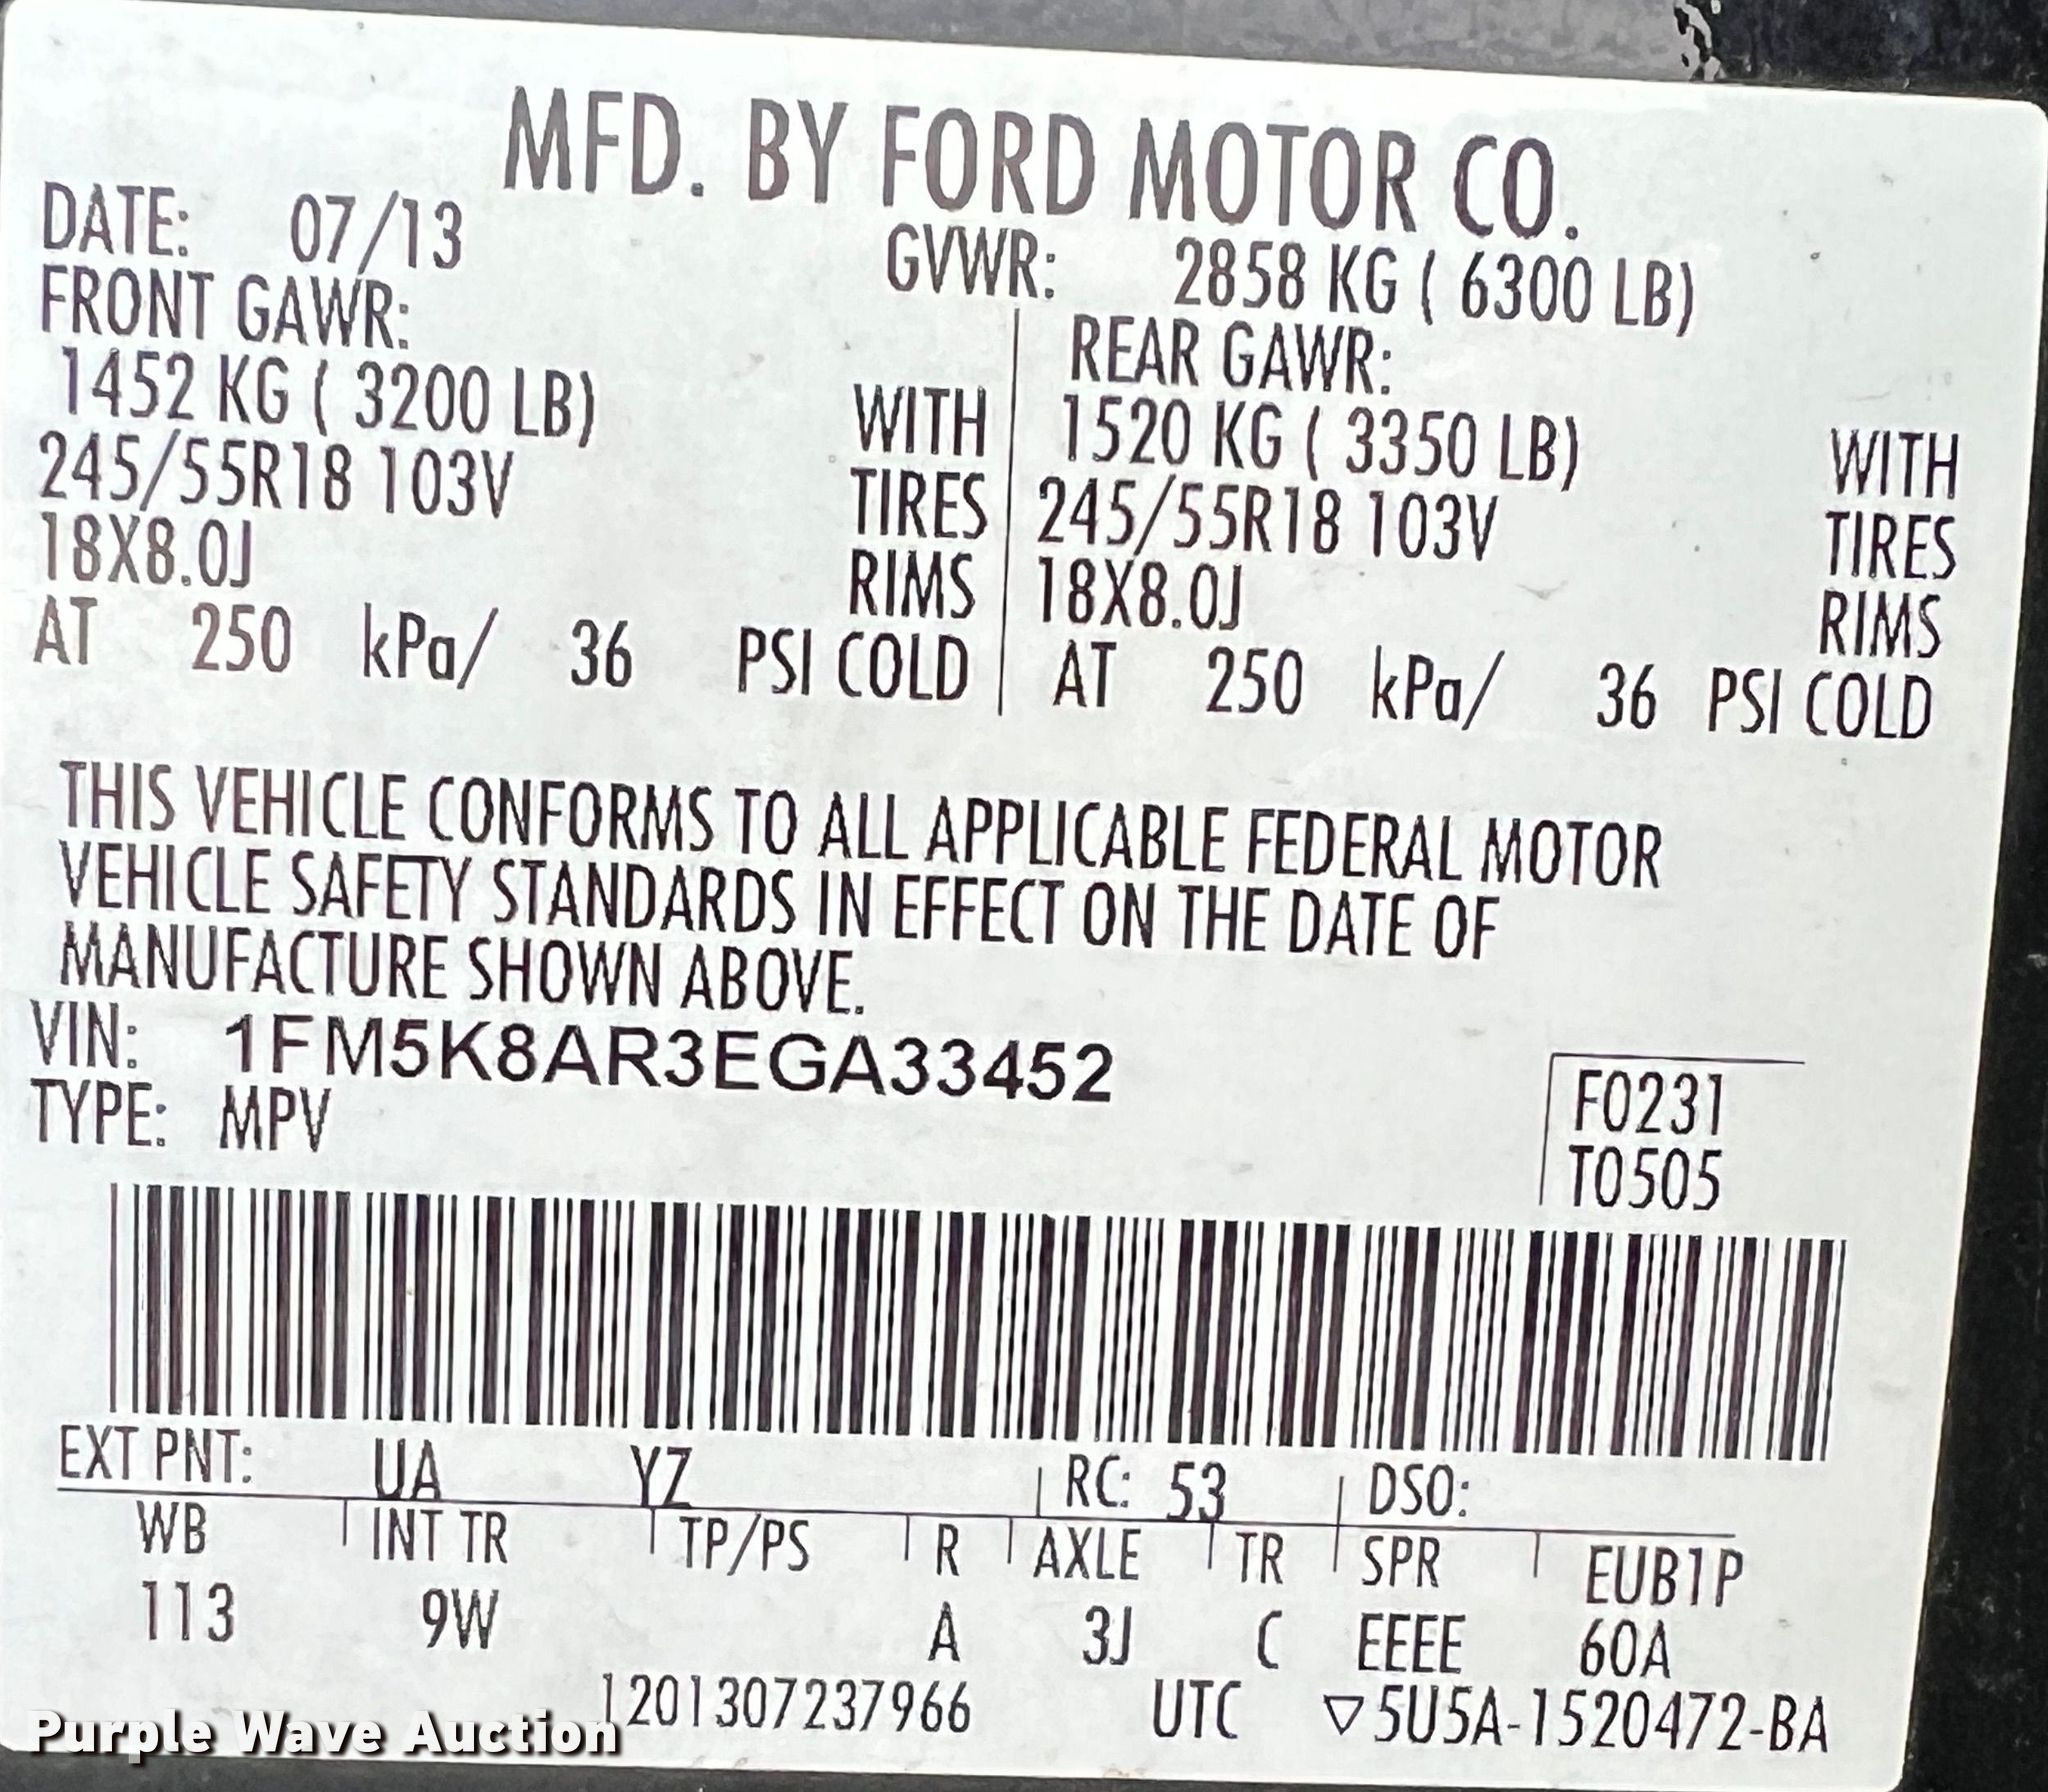 MFD. BY FORD MOTOR CO.
DATE: 07/13
GVWR: 2858 KG ( 6300 LB)
FRONT GAWR:
1452 KG ( 3200 LB) WITH
245/55R18 103V TIRES
18X8.0J RIMS
AT 250 kPa/ 36 PSI COLD
REAR GAWR:
1520 KG ( 3350 LB) WITH
245/55R18 103V TIRES
18X8.0J RIMS
AT 250 kPa/ 36 PSI COLD
THIS VEHICLE CONFORMS TO ALL APPLICABLE FEDERAL MOTOR
VEHICLE SAFETY STANDARDS IN EFFECT ON THE DATE OF
MANUFACTURE SHOWN ABOVE.
VIN: 1FM5K8AR3EGA33452
TYPE: MPV
F0231
T0505
EXT PNT: UA YZ RC: 53 DSO:
WB INT TR TP/PS R AXLE TR SPR EUB1P
113 9W A 3J C EEEE 60A
1201307237966 UTC ▽5U5A-1520472-BA
Purple Wave Auction